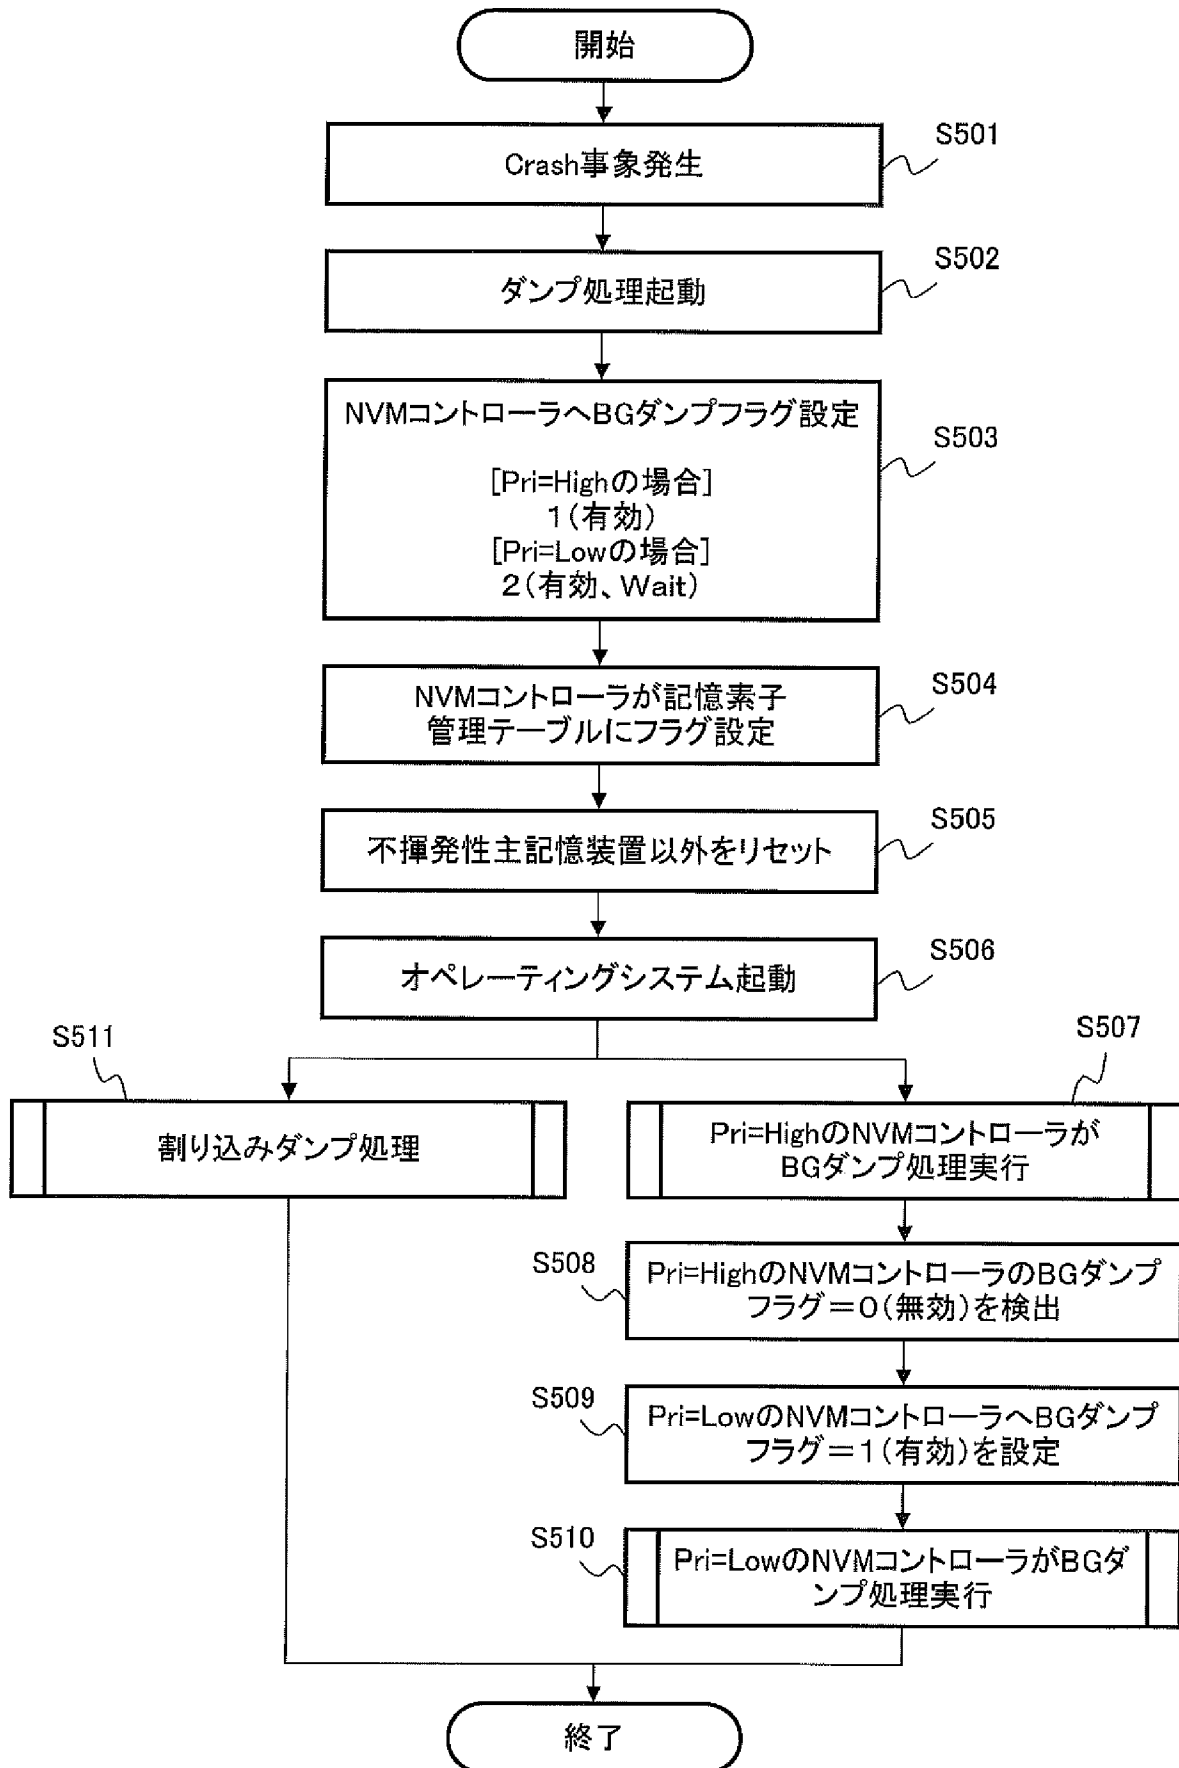 開始
Crash事象発生
S501
ダンプ処理起動
S502
NVMコントローラへBGダンプフラグ設定
[Pri=Highの場合]
1(有効)
[Pri=Lowの場合]
2(有効、Wait)
S503
NVMコントローラが記憶素子
管理テーブルにフラグ設定
S504
不揮発性主記憶装置以外をリセット
S505
オペレーティングシステム起動
S506
S511
割り込みダンプ処理
S507
Pri=HighのNVMコントローラが
BGダンプ処理実行
S508
Pri=HighのNVMコントローラのBGダンプ
フラグ=0(無効)を検出
S509
Pri=LowのNVMコントローラへBGダンプ
フラグ=1(有効)を設定
S510
Pri=LowのNVMコントローラがBGダ
ンプ処理実行
終了